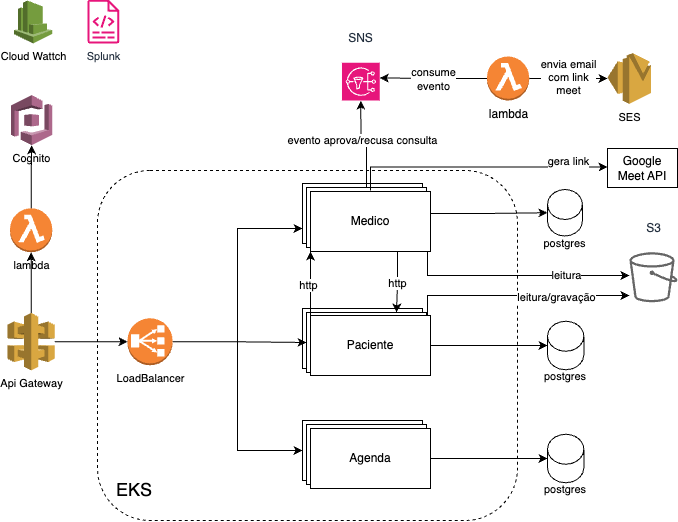 Cloud Wattch
Splunk
SNS
consume
evento
envia email
com link
meet
lambda
SES
Cognito
evento aprova/recusa consulta
gera link
Google
Meet API
Medico
postgres
S3
lambda
http
http
leitura
leitura/gravação
Api Gateway
LoadBalancer
Paciente
postgres
Agenda
postgres
EKS